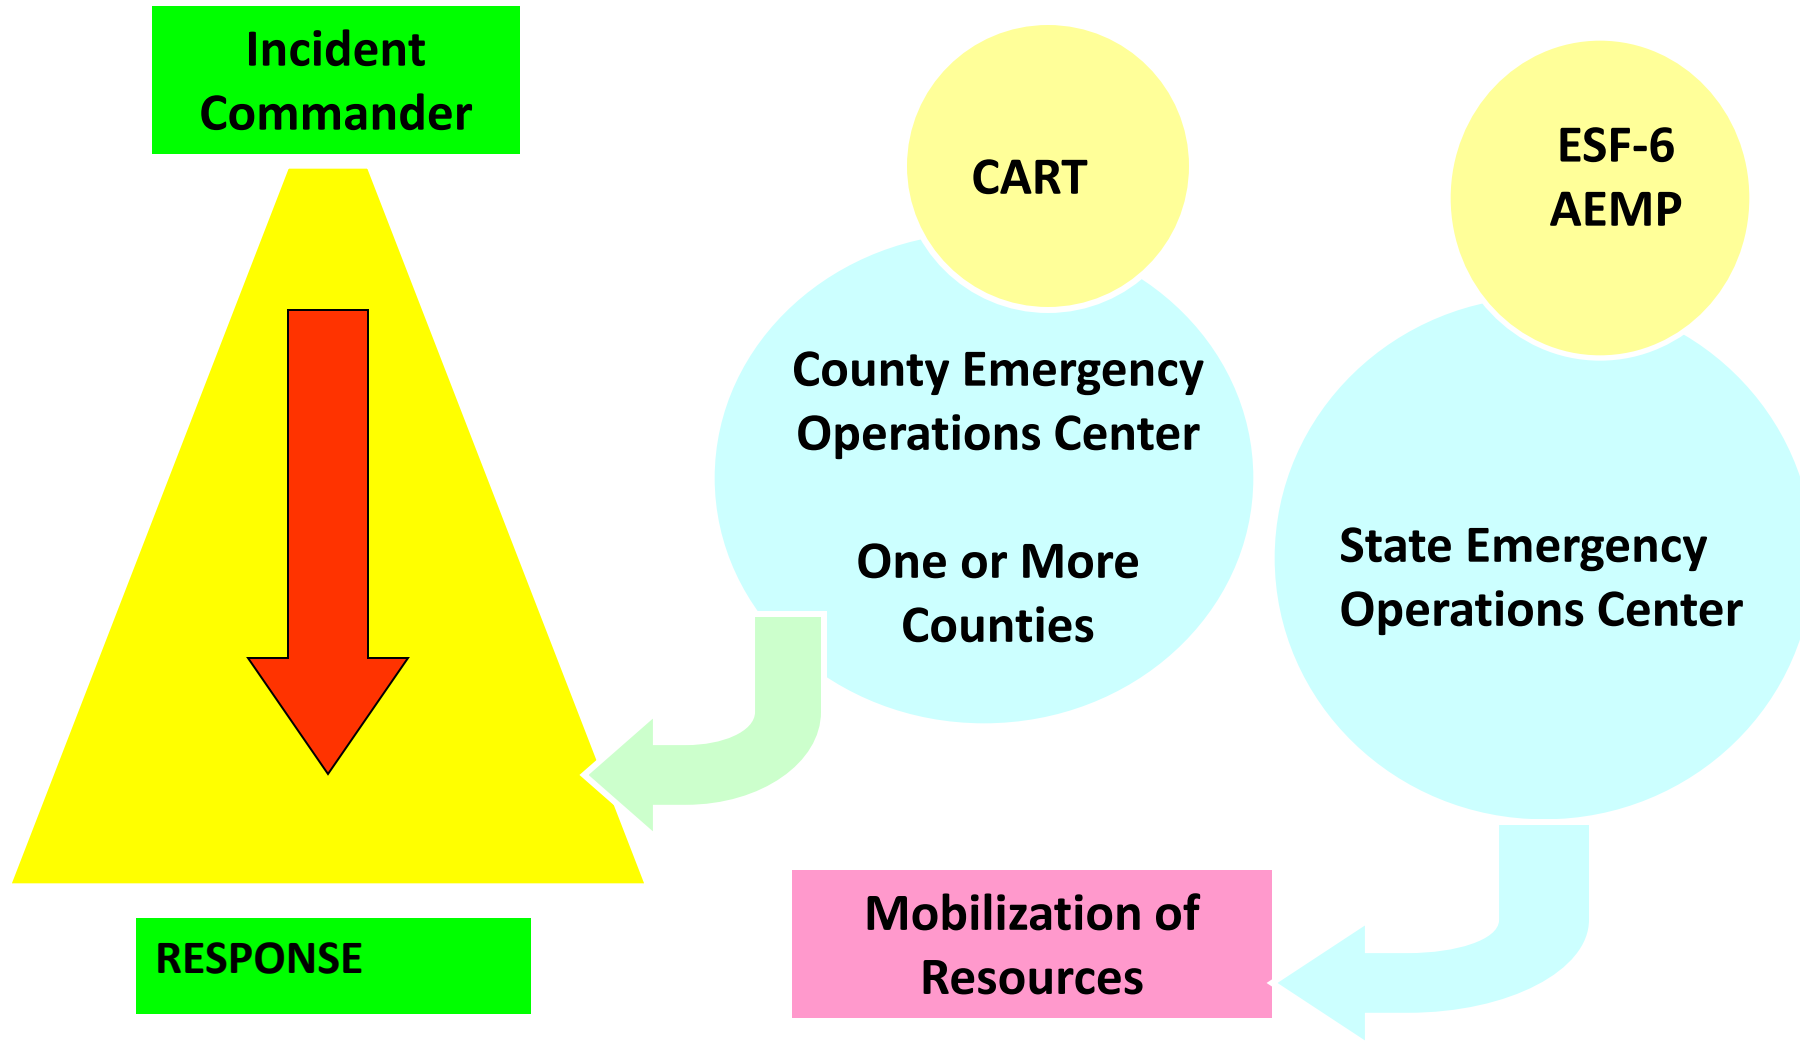 Incident
Commander
RESPONSE
CART
County Emergency
Operations Center
One or More
Counties
ESF-6
AEMP
State Emergency
Operations Center
Mobilization of
Resources